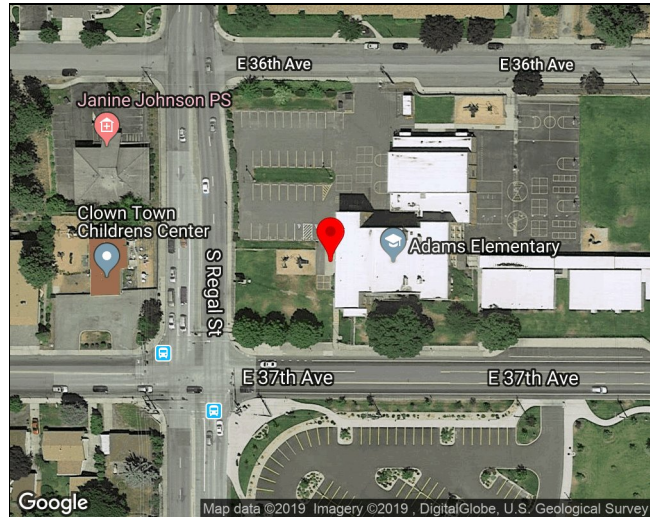 E 36th Ave
E 36th Ave
Janine Johnson PS
Clown Town
Childrens Center
Adams Elementary
S Regal St
E 37th Ave
E 37th Ave
Google
Map data ©2019 Imagery ©2019 , DigitalGlobe, U.S. Geological Survey